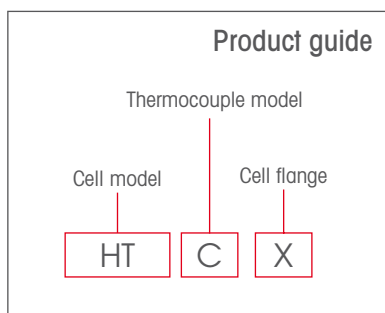 Product guide
Thermocouple model
Cell model Cell flange
HT C X